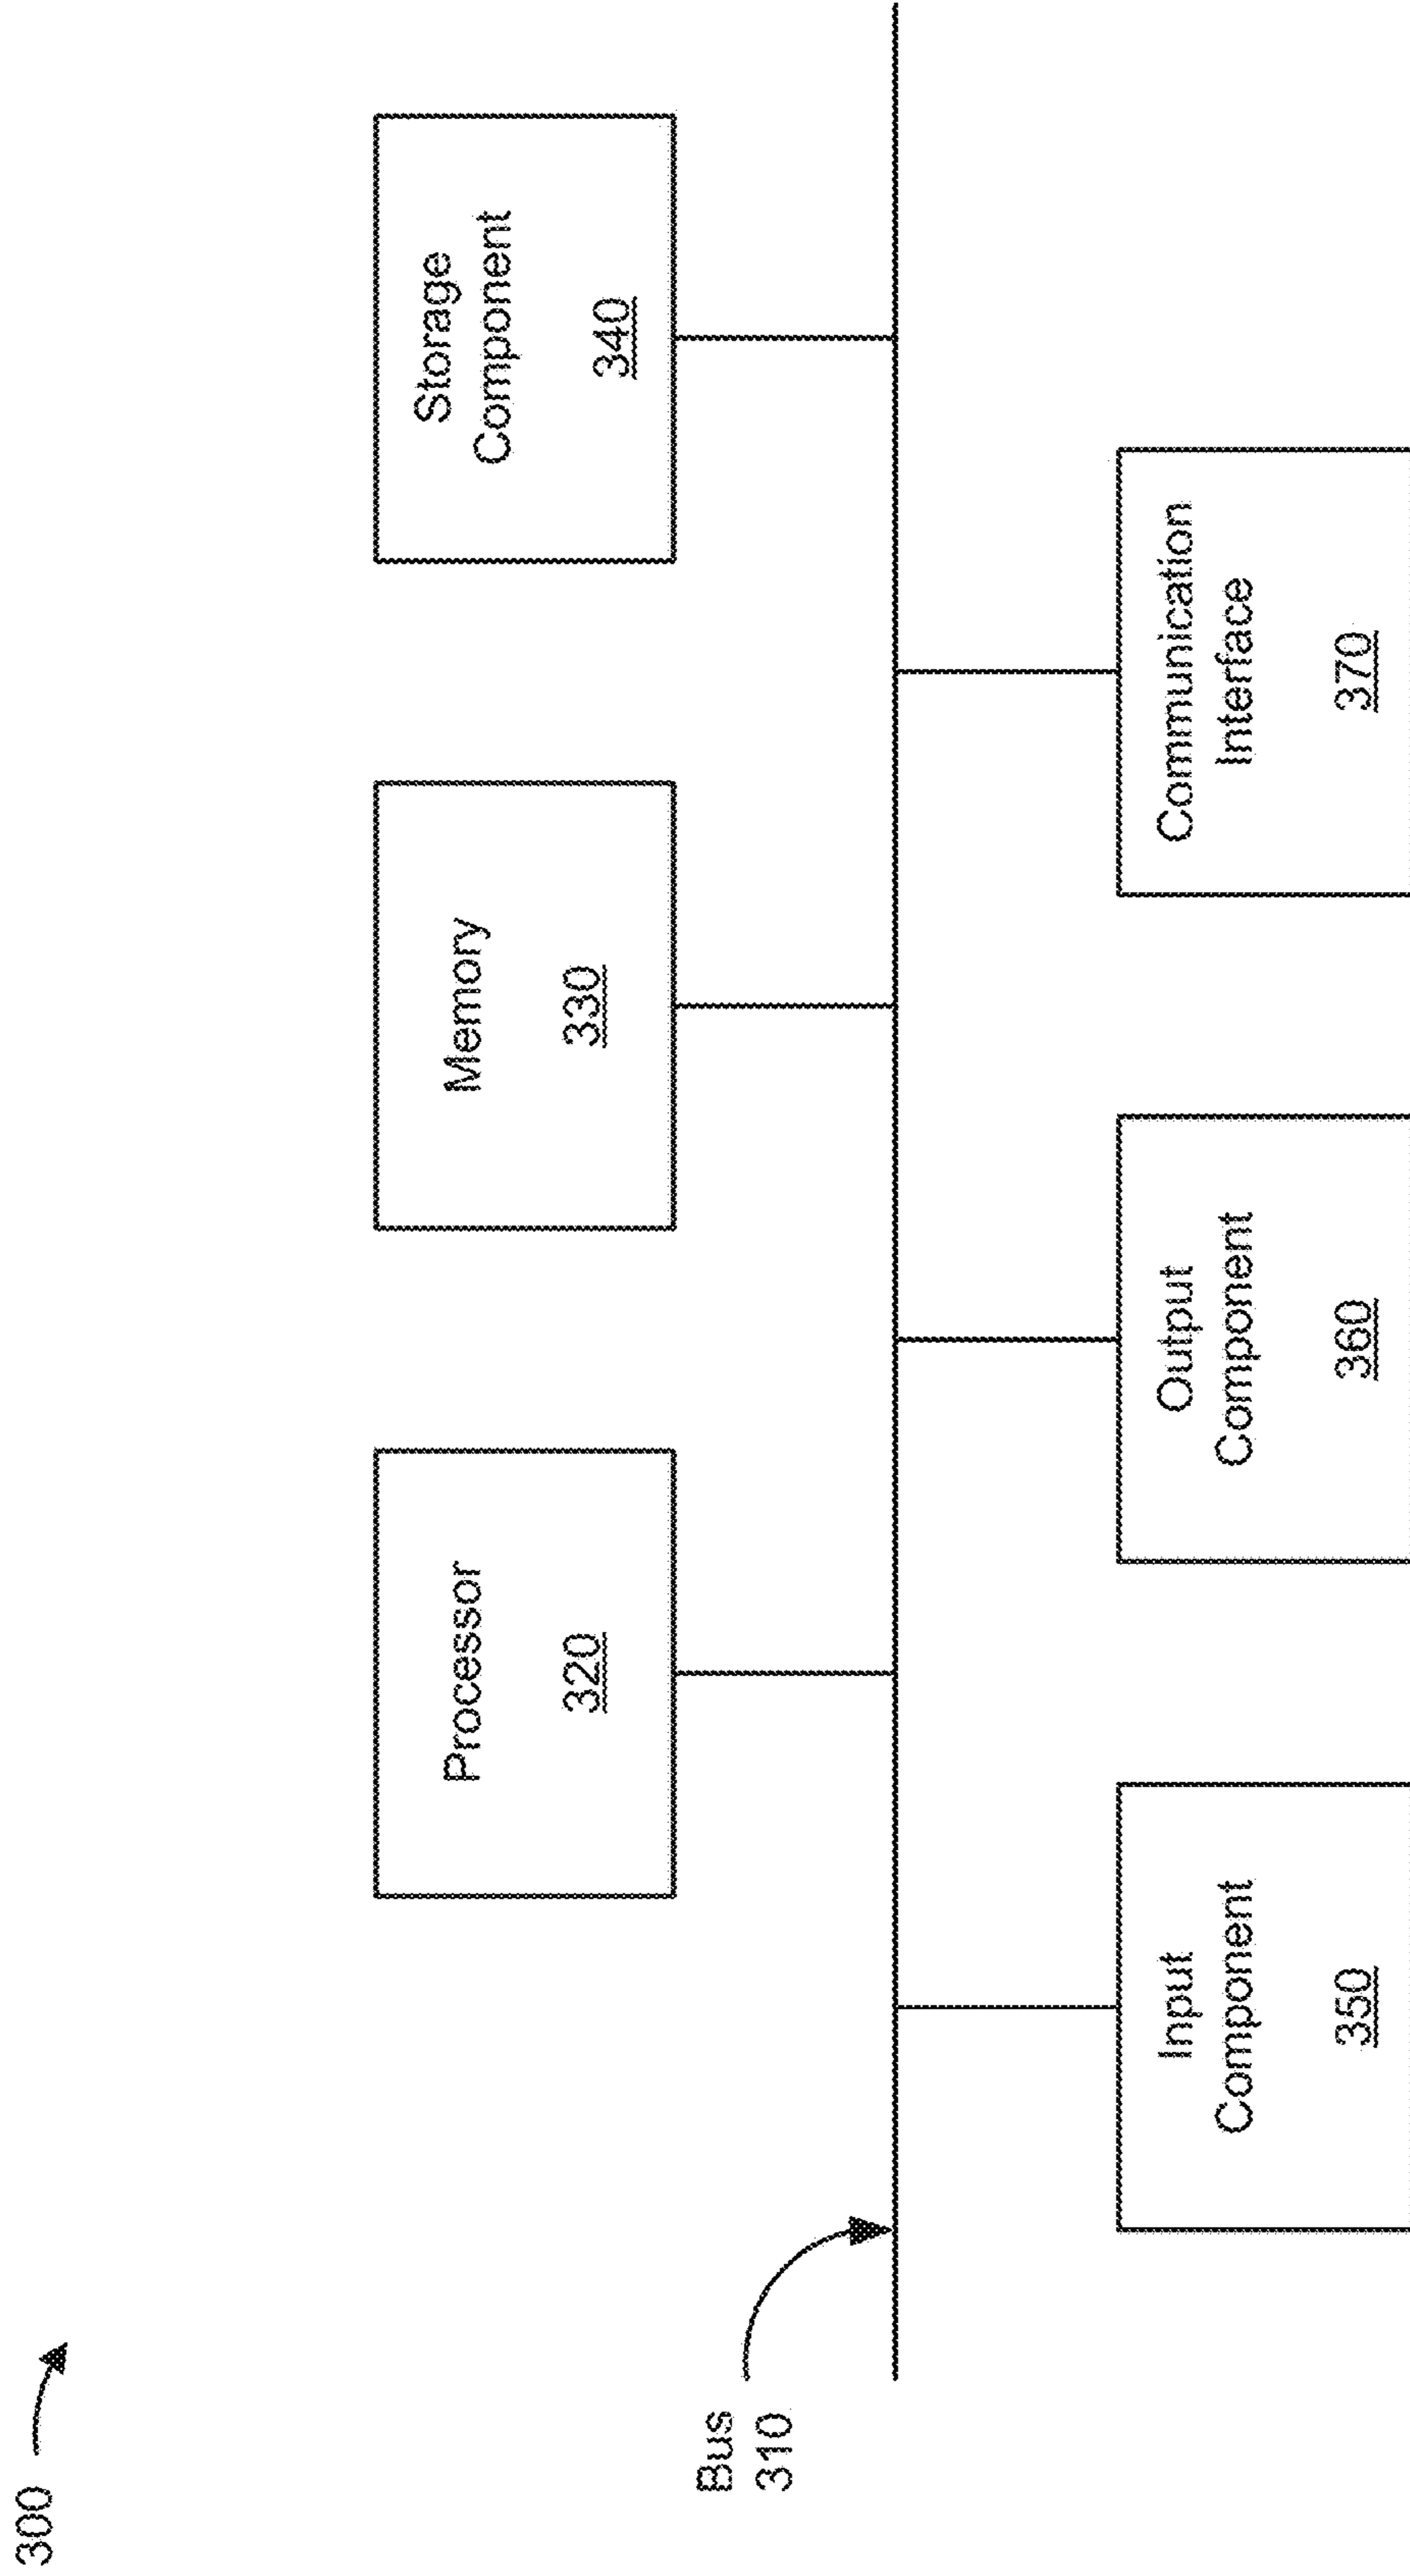 300
Processor
320
Memory
330
Storage
Component
340
Bus
310
Input
Component
350
Output
Component
360
Communication
Interface
370